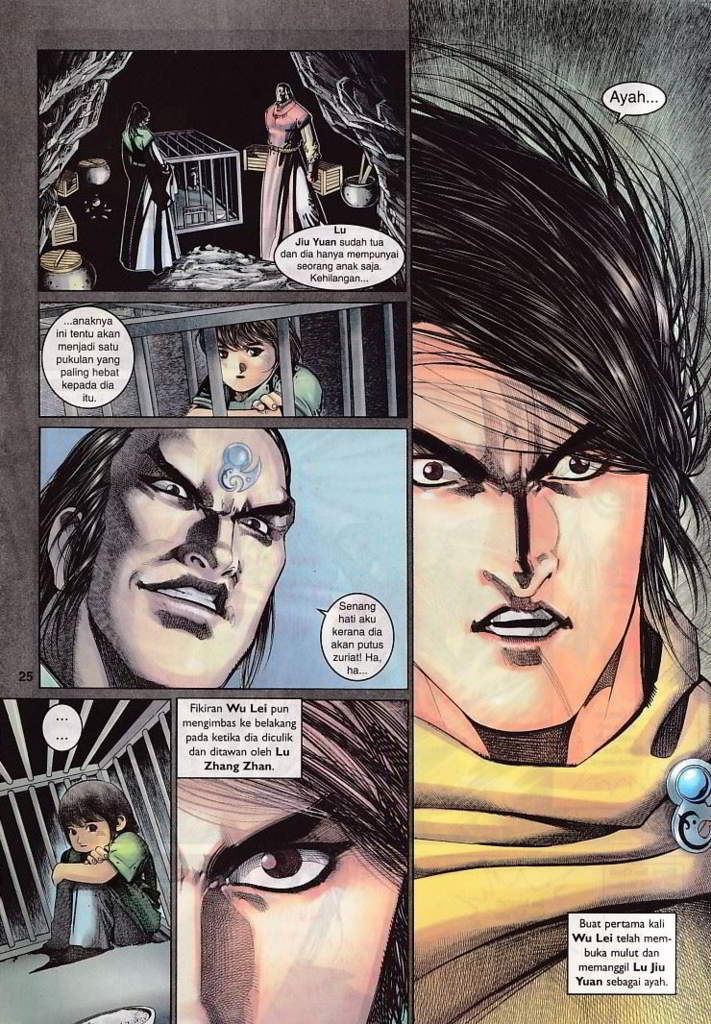 Lu
Jiu Yuan sudah tua
dan dia hanya mempunyai
seorang anak saja.
Kehilangan...
...anaknya
ini tentu akan
menjadi satu
pukulan yang
paling hebat
kepada dia
itu.
Senang
hati aku
kerana dia
akan putus
zuriat! Ha,
ha...
25
...
...
Fikiran Wu Lei pun
mengimbas ke belakang
pada ketika dia diculik
dan ditawan oleh Lu
Zhang Zhan.
Ayah...
Buat pertama kali
Wu Lei telah mem-
buka mulut dan
memanggil Lu Jiu
Yuan sebagai ayah.